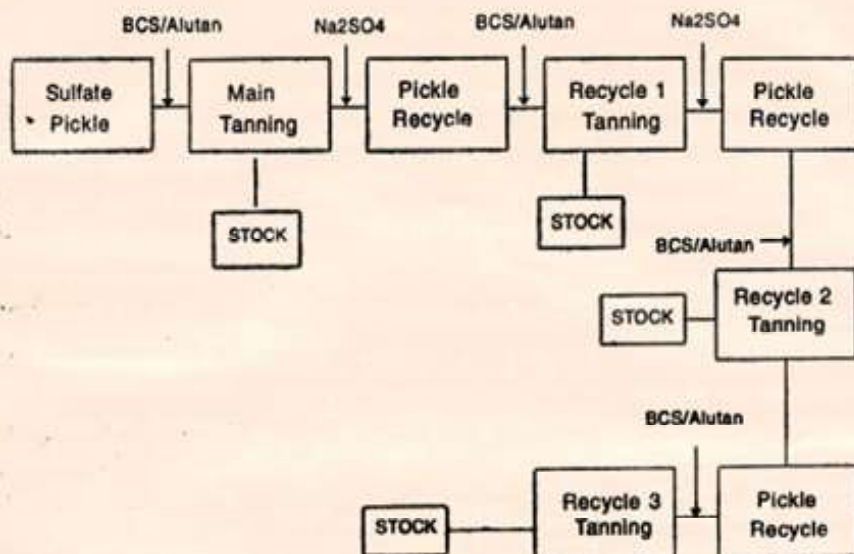 BCS/Alutan
Na2SO4
BCS/Alutan
Na2SO4
Sulfate
Pickle
Main
Tanning
Pickle
Recycle
Recycle 1
Tanning
Pickle
Recycle
STOCK
STOCK
BCS/Alutan
STOCK
Recycle 2
Tanning
BCS/Alutan
STOCK
Recycle 3
Tanning
Pickle
Recycle